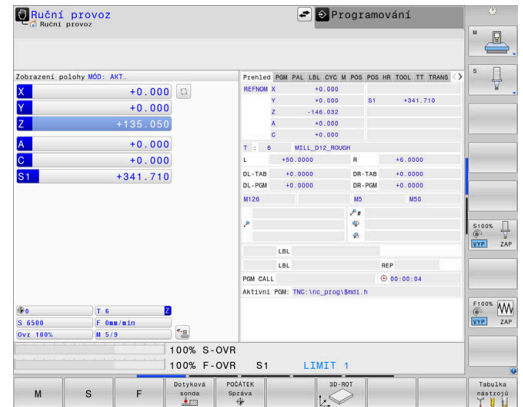 Ruční provoz
Ruční provoz
Programování
Zobrazení polohy MÓD: AKT.
X +0.000
Y +0.000
Z +135.050
A +0.000
C +0.000
S1 +341.710
Přehled PGM PAL LBL CYC M POS POS HR TOOL TT TRANS
REFNOM X +0.000
Y +0.000 S1 +341.710
Z -146.032
A +0.000
C +0.000
T : 6 MILL_D12_ROUGH
L +50.0000 R +6.0000
DL-TAB +0.0000 DR-TAB +0.0000
DL-PGM +0.0000 DR-PGM +0.0000
M126 M5 M50
P #
LBL
LBL REP
PGM CALL 00:00:04
Aktivní PGM: TNC:\nc_prog\$mdi.h
0 T 6 Z
S 6500 F 0mm/min
Ovr 100% M 5/9
100% S-OVR
100% F-OVR S1 LIMIT 1
M
S
F
Dotyková sonda
POČÁTEK Správa
3D-ROT
Tabulka nástrojů
M
S
S100%
VYP ZAP
F100%
VYP ZAP